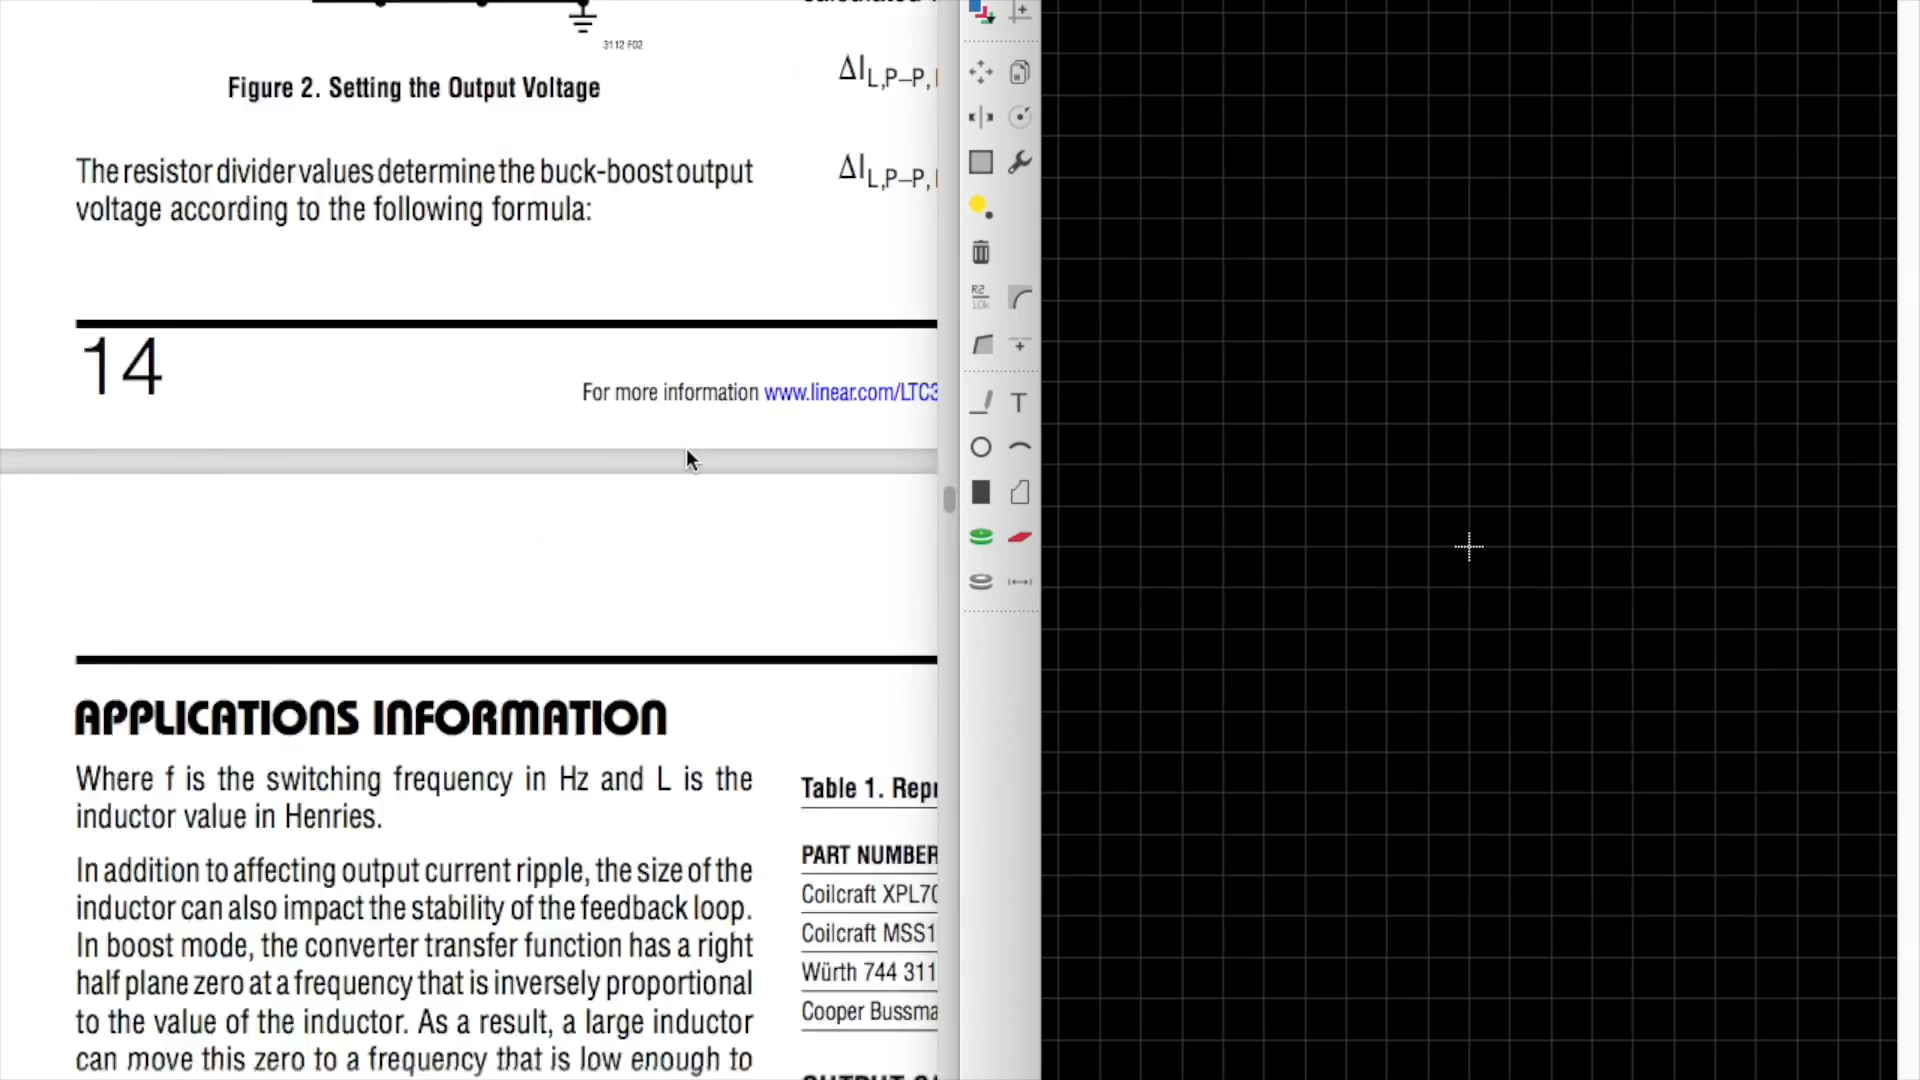 3112 F02
Figure 2. Setting the Output Voltage
The resistor divider values determine the buck-boost output
voltage according to the following formula:
14
For more information www.linear.com/LTC3
APPLICATIONS INFORMATION
Where f is the switching frequency in Hz and L is the
inductor value in Henries.
In addition to affecting output current ripple, the size of the
inductor can also impact the stability of the feedback loop.
In boost mode, the converter transfer function has a right
half plane zero at a frequency that is inversely proportional
to the value of the inductor. As a result, a large inductor
can move this zero to a frequency that is low enough to
ΔIL,P–P,
ΔIL,P–P,
Table 1. Repr
PART NUMBER
Coilcraft XPL70
Coilcraft MSS1
Würth 744 311
Cooper Bussma
R2
10k
T